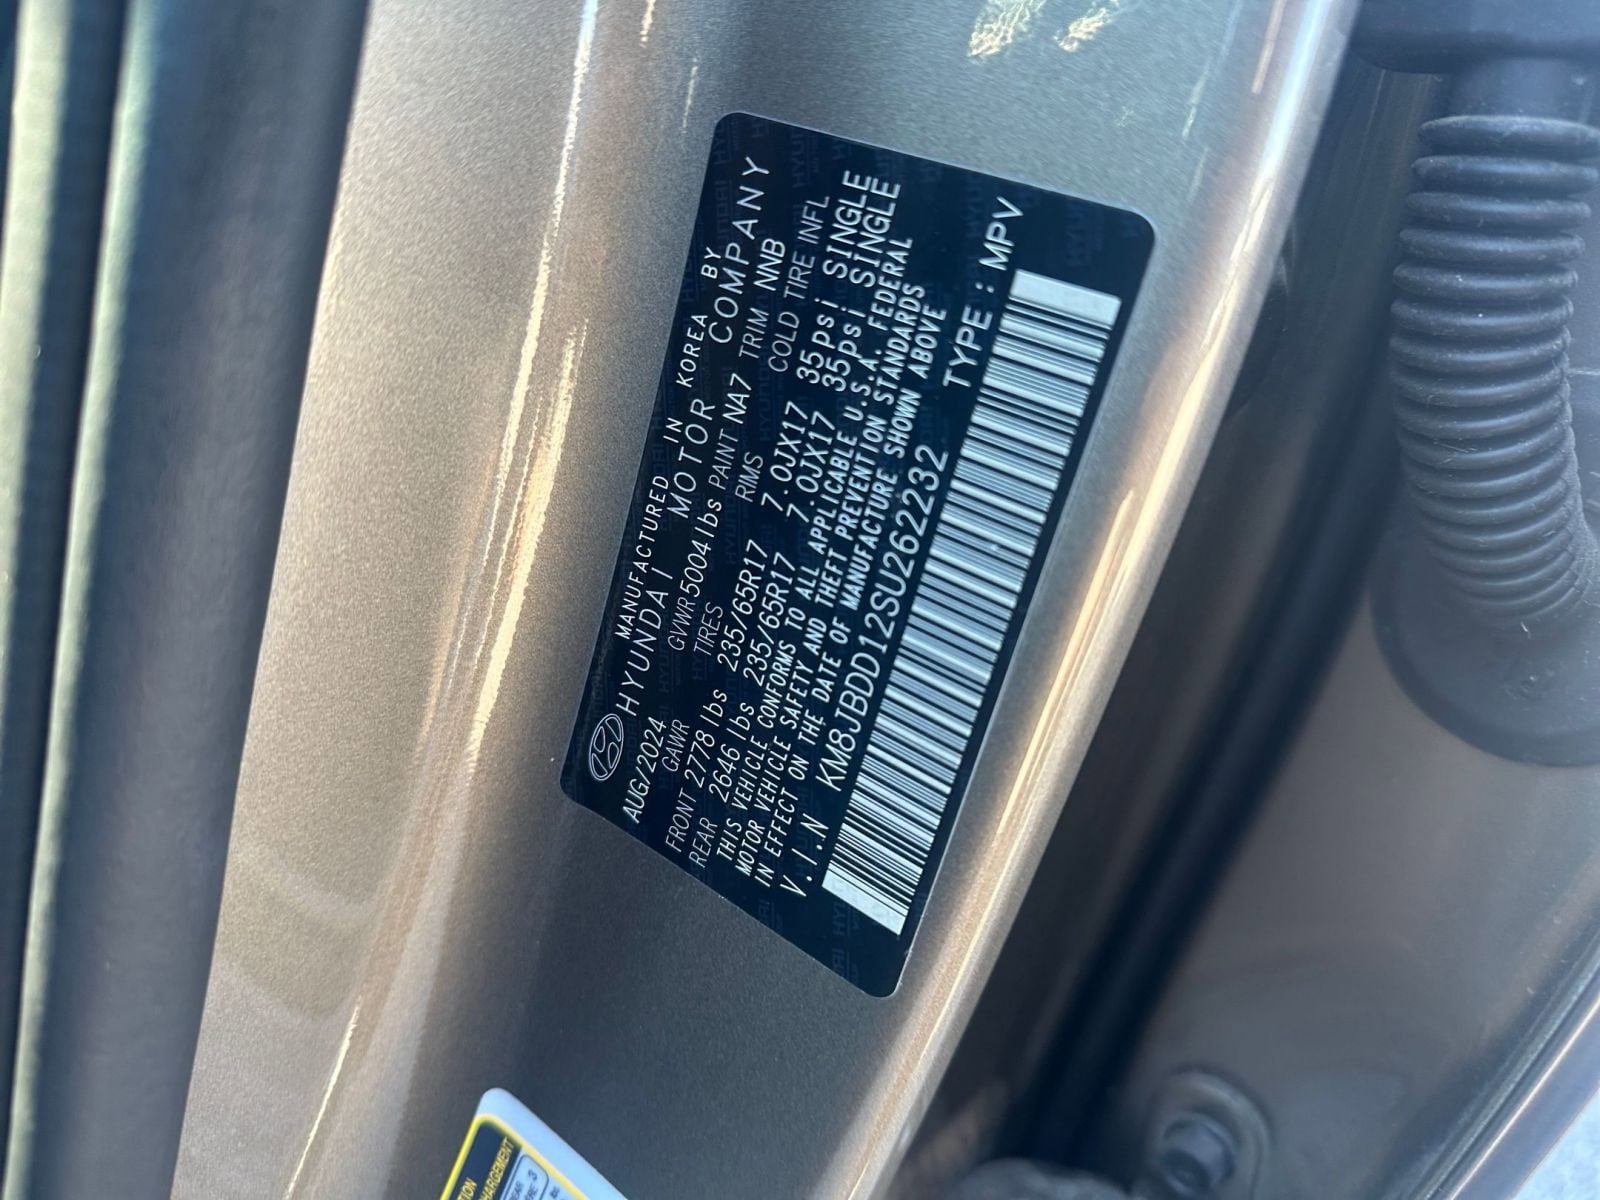 MANUFACTURED IN KOREA BY
HYUNDAI MOTOR COMPANY
AUG/2024 GVWR 5004lbs PAINT NA7 TRIM NNB
GAWR TIRES RIMS COLD TIRE INFL
FRONT 2778 lbs 235/65R17 7.0JX17 35psi SINGLE
REAR 2646 lbs 235/65R17 7.0JX17 35psi SINGLE
THIS VEHICLE CONFORMS TO ALL APPLICABLE U.S.A. FEDERAL
MOTOR VEHICLE SAFETY AND THEFT PREVENTION STANDARDS
IN EFFECT ON THE DATE OF MANUFACTURE SHOWN ABOVE
V.I.N KM8JBDD12SU262232 TYPE : MPV